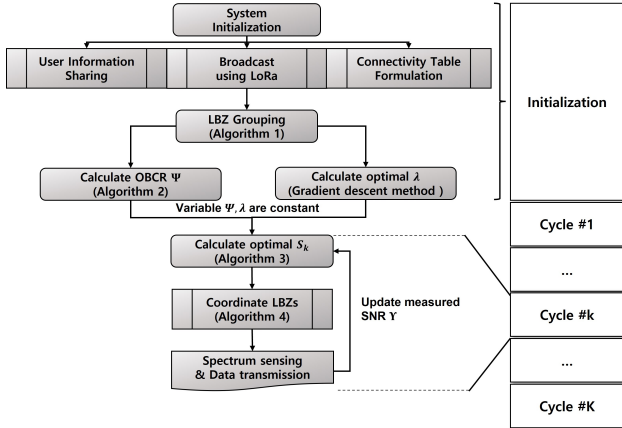 System
Initialization
User Information
Sharing
Broadcast
using LoRa
Connectivity Table
Formulation
LBZ Grouping
(Algorithm 1)
Calculate OBCR Ψ
(Algorithm 2)
Calculate optimal λ
(Gradient descent method )
Variable Ψ, λ are constant
Calculate optimal S_k
(Algorithm 3)
Coordinate LBZs
(Algorithm 4)
Update measured
SNR ϒ
Spectrum sensing
& Data transmission
Initialization
Cycle #1
...
Cycle #k
...
Cycle #K